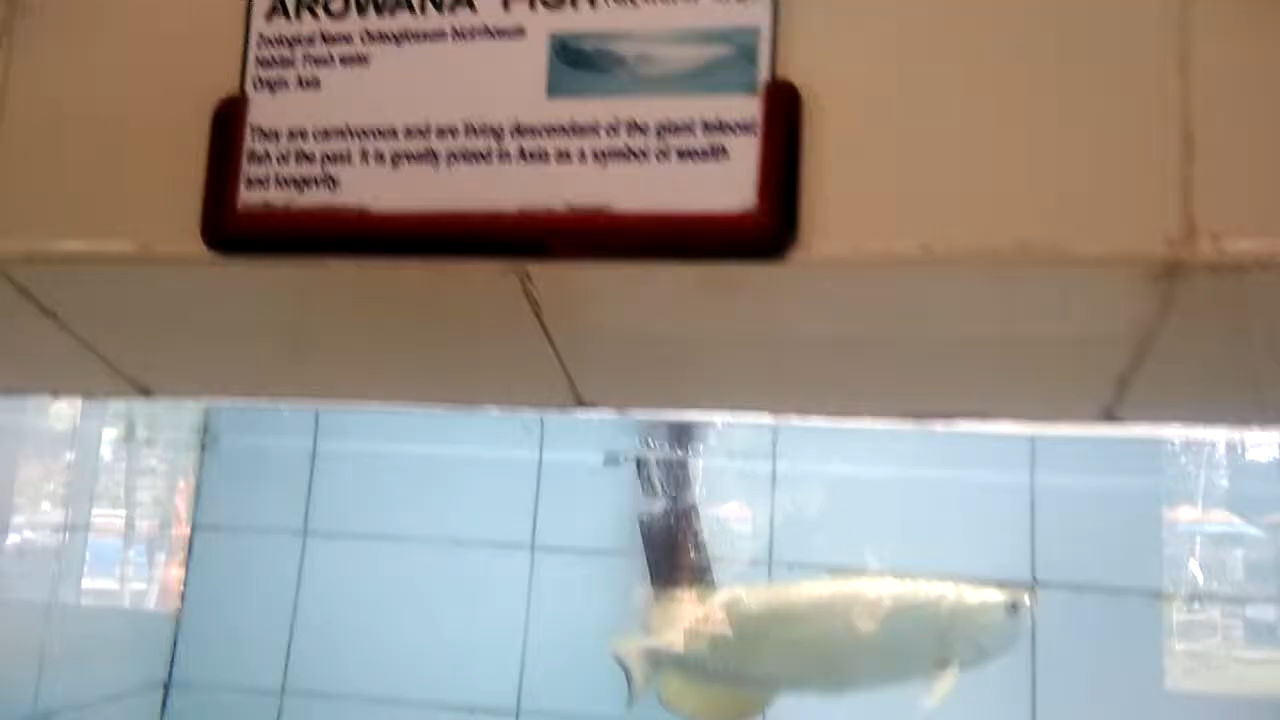 AROWANA FISH
Zoological Name: Osteoglossum bicirrhosum
Habitat: Fresh water
Origin: Asia
They are carnivorous and are living descendant of the giant teleost
fish of the past. It is greatly prized in Asia as a symbol of wealth
and longevity.